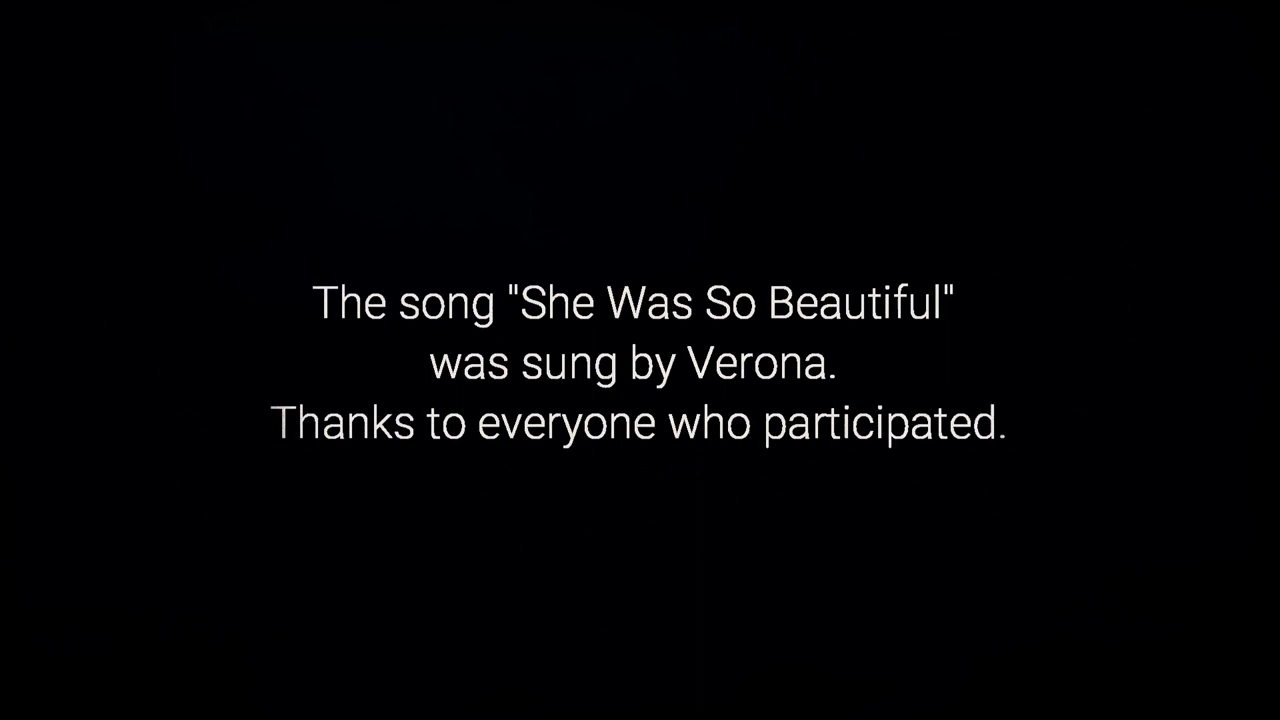 The song "She Was So Beautiful"
was sung by Verona.
Thanks to everyone who participated.